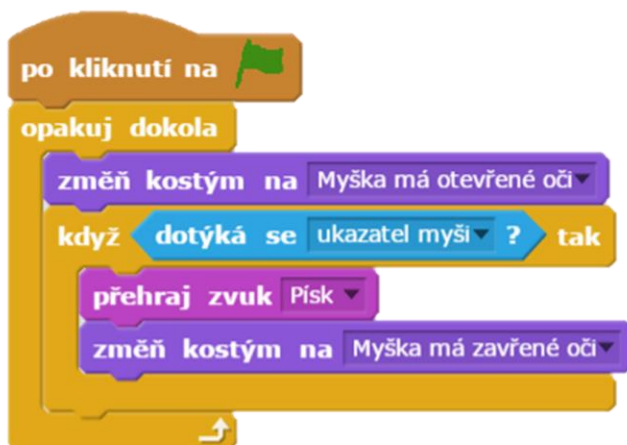 po kliknutí na
opakuj dokola
změň kostým na Myška má otevřené oči
když dotýká se ukazatel myši ? tak
přehraj zvuk Písk
změň kostým na Myška má zavřené oči